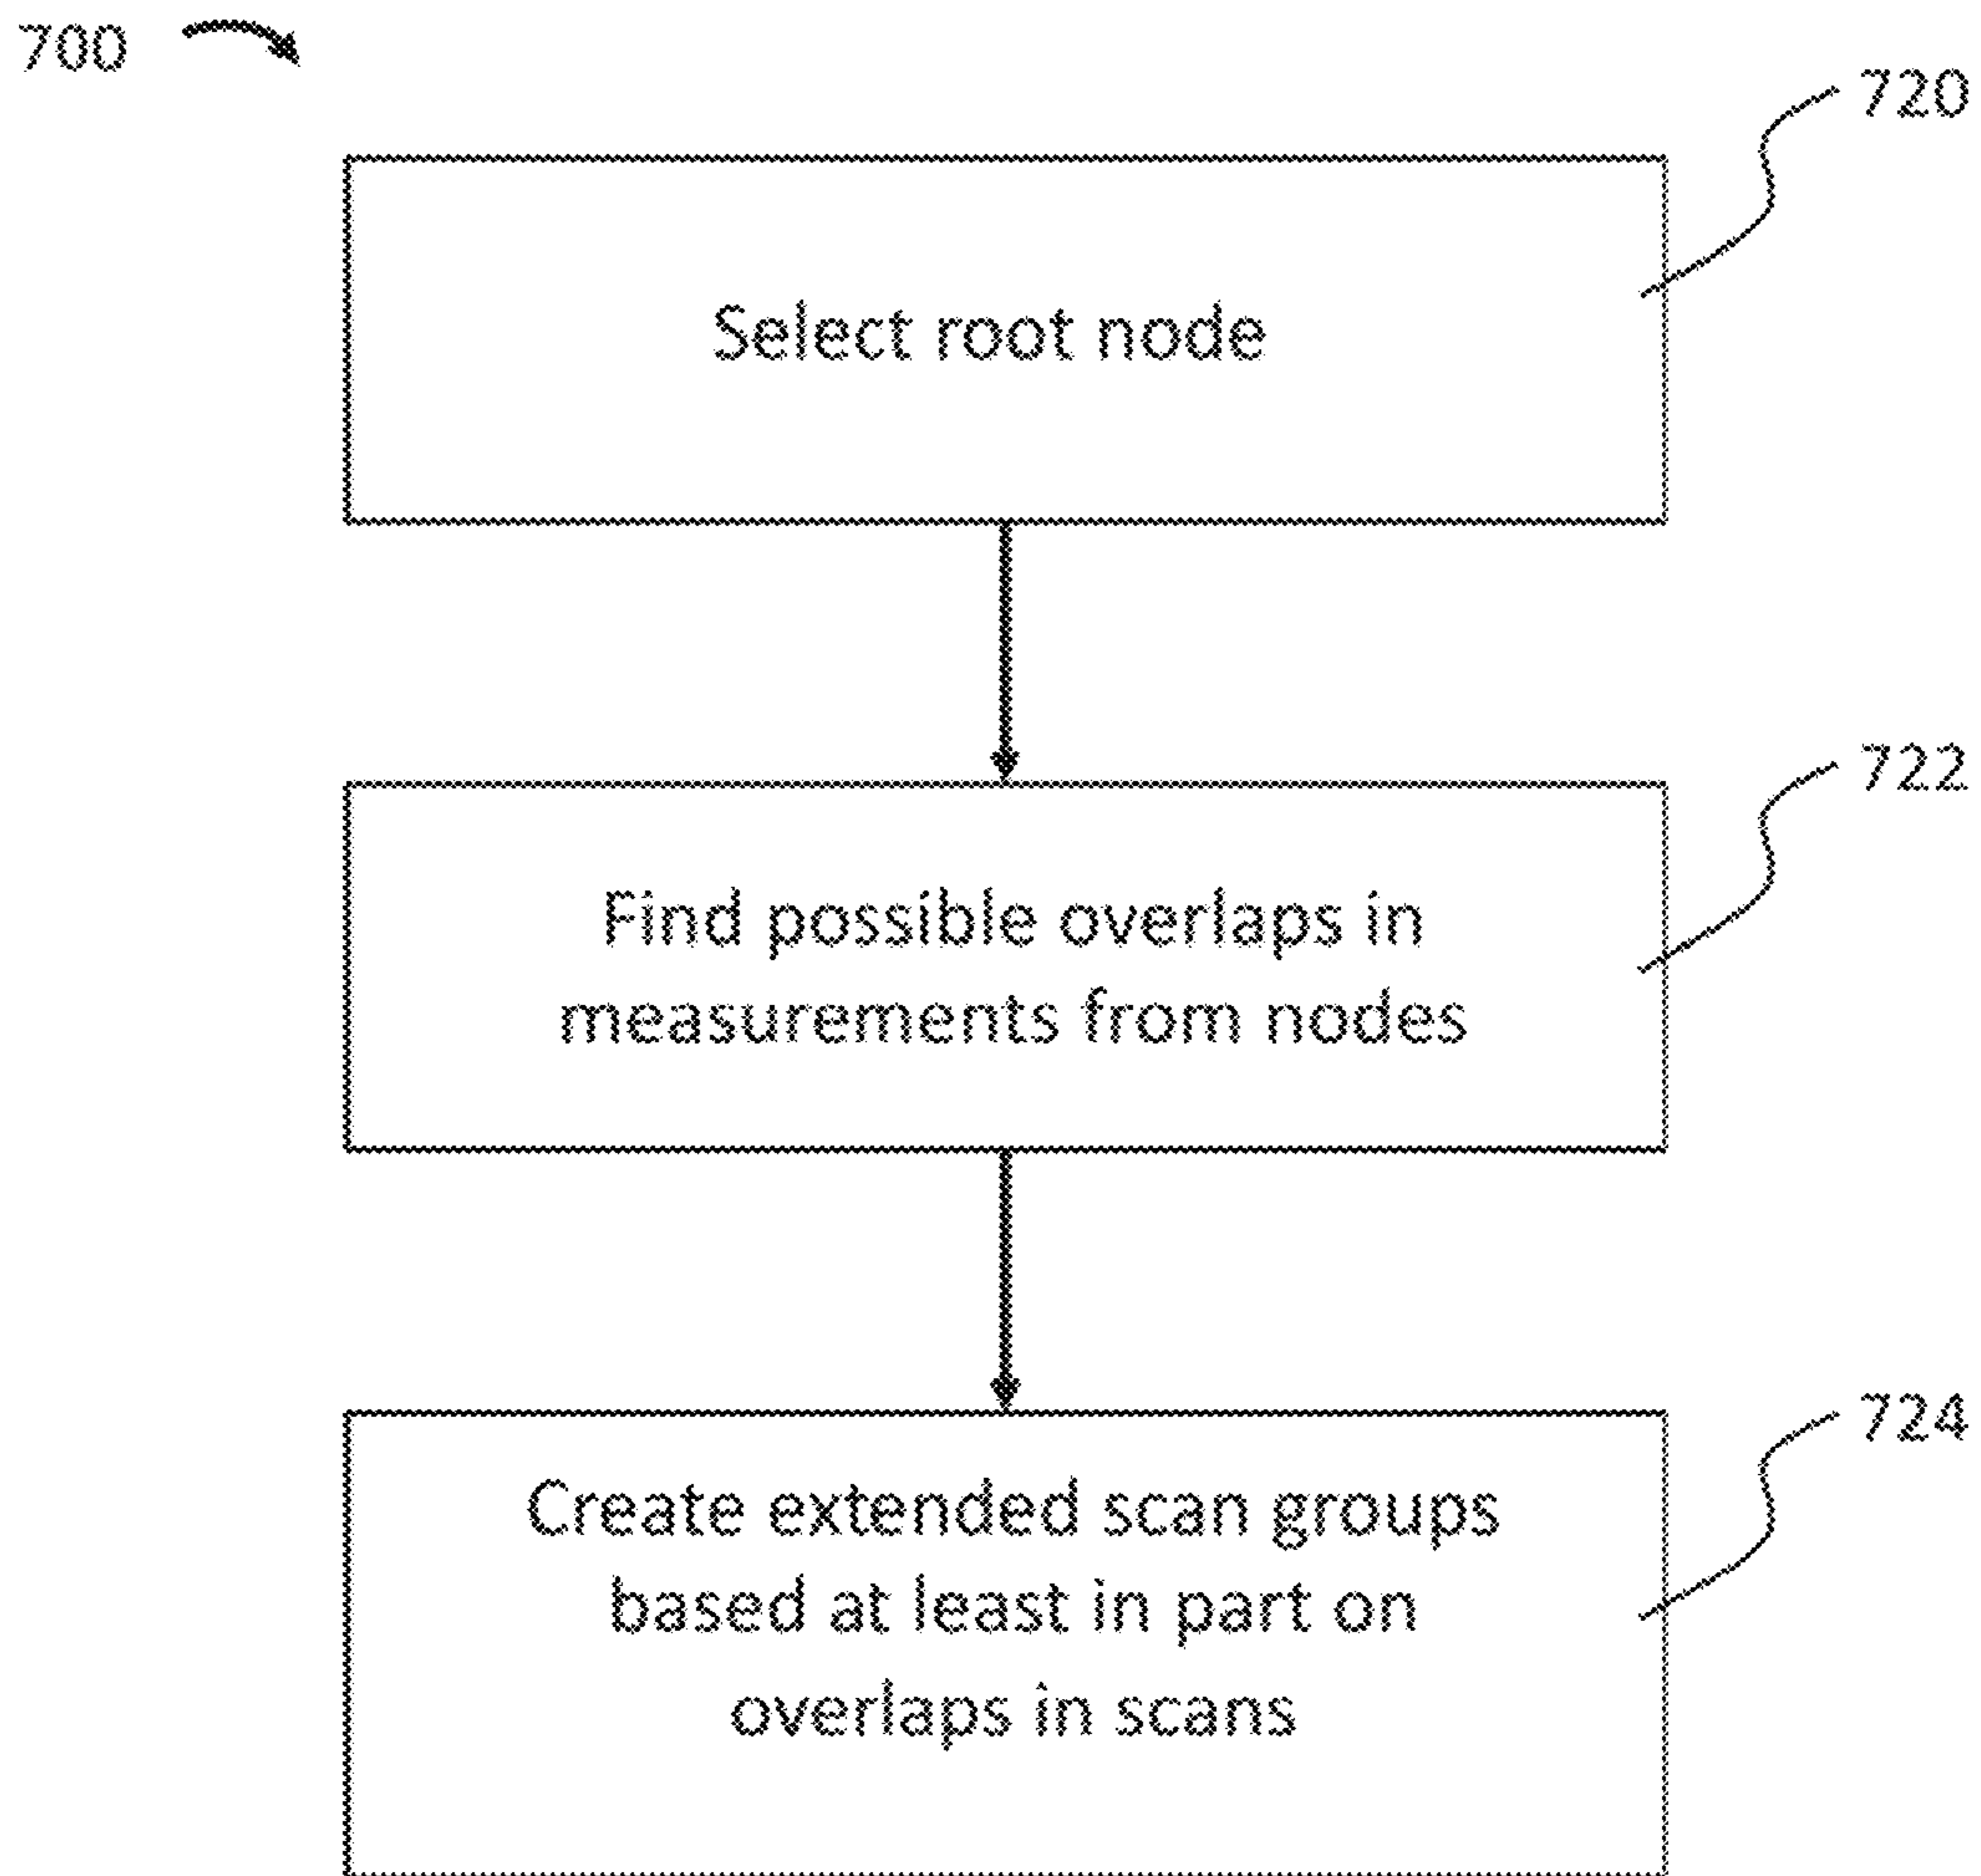 700
720
Select root node
722
Find possible overlaps in
measurements from nodes
724
Create extended scan groups
based at least in part on
overlaps in scans